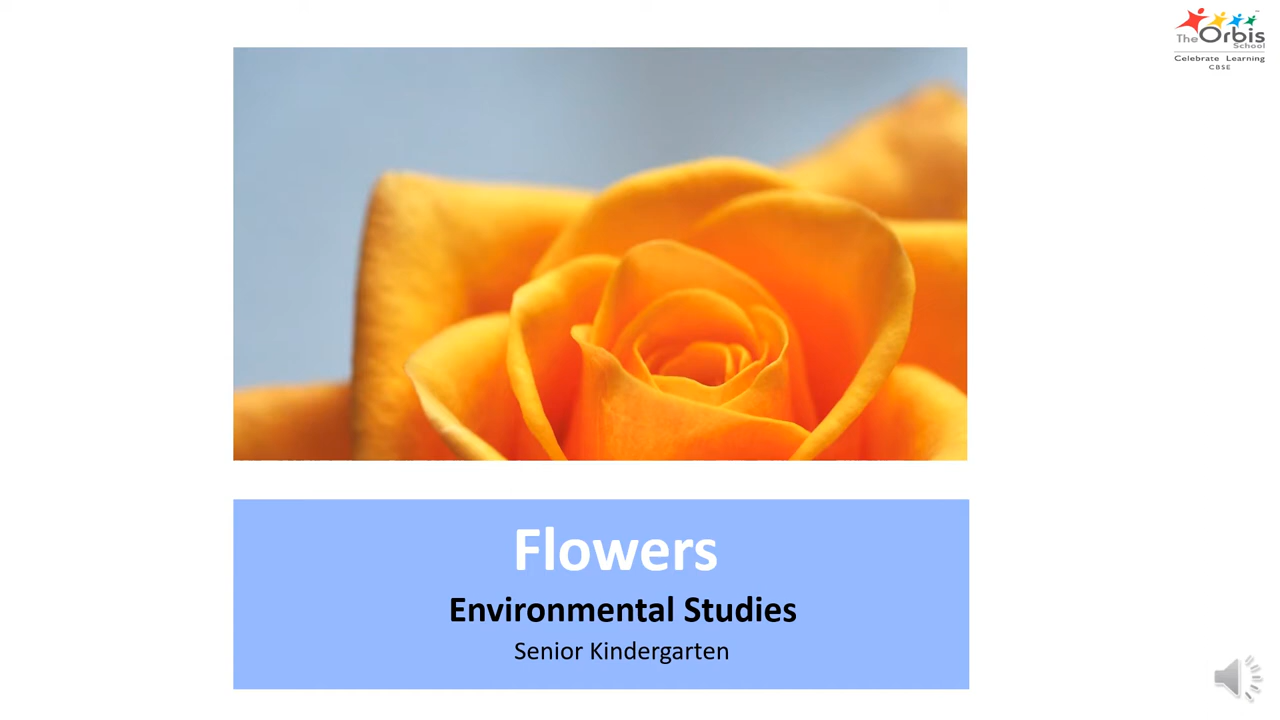 The Orbis
School
Celebrate Learning
CBSE
Flowers
Environmental Studies
Senior Kindergarten